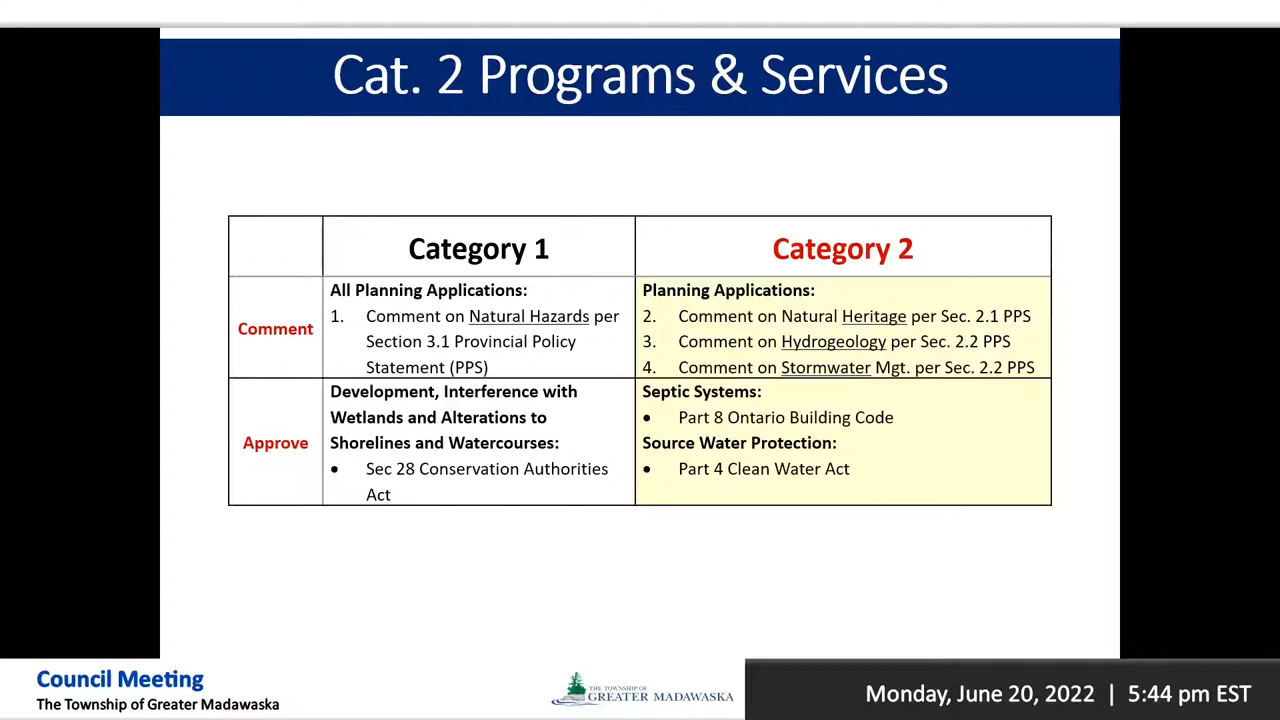 Cat. 2 Programs & Services
Category 1
Category 2
Comment
All Planning Applications:
1. Comment on Natural Hazards per
Section 3.1 Provincial Policy
Statement (PPS)
Planning Applications:
2. Comment on Natural Heritage per Sec. 2.1 PPS
3. Comment on Hydrogeology per Sec. 2.2 PPS
4. Comment on Stormwater Mgt. per Sec. 2.2 PPS
Approve
Development, Interference with
Wetlands and Alterations to
Shorelines and Watercourses:
• Sec 28 Conservation Authorities
Act
Septic Systems:
• Part 8 Ontario Building Code
Source Water Protection:
• Part 4 Clean Water Act
Council Meeting
The Township of Greater Madawaska
THE TOWNSHIP OF
GREATER MADAWASKA
Monday, June 20, 2022 | 5:44 pm EST